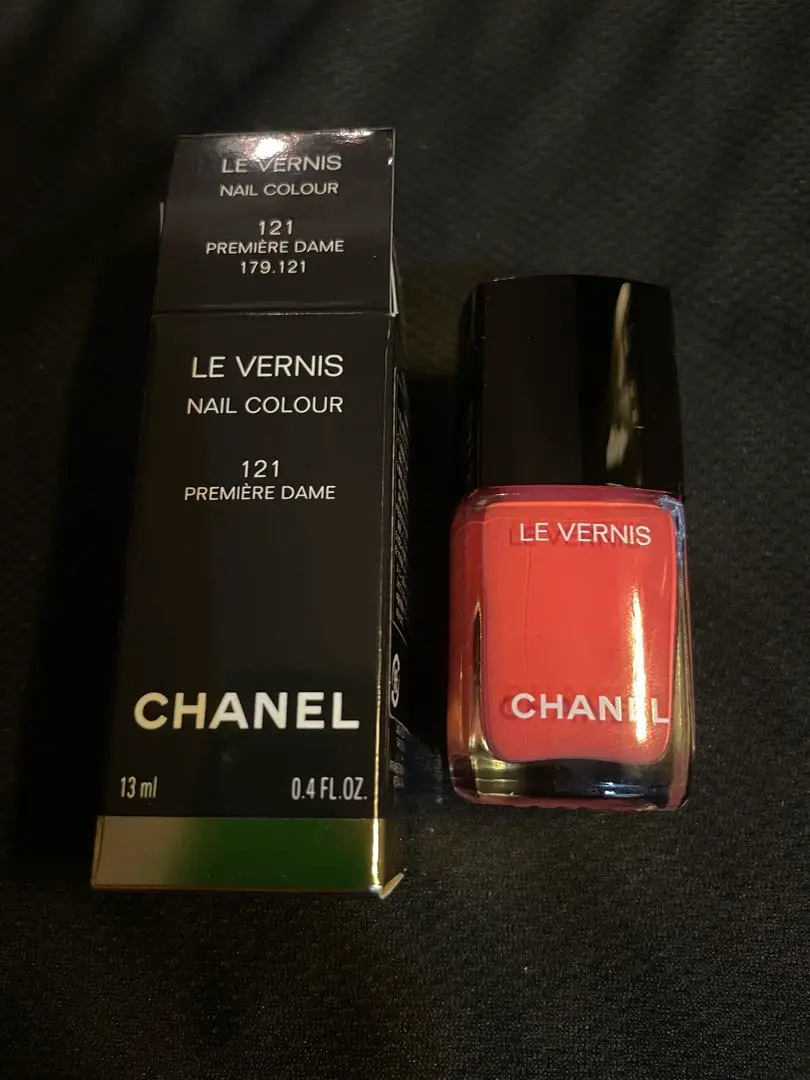 LE VERNIS
NAIL COLOUR
121
PREMIÈRE DAME
179.121
LE VERNIS
NAIL COLOUR
121
PREMIÈRE DAME
CHANEL
13 ml
0.4 FL.OZ.
LE VERNIS
CHANEL